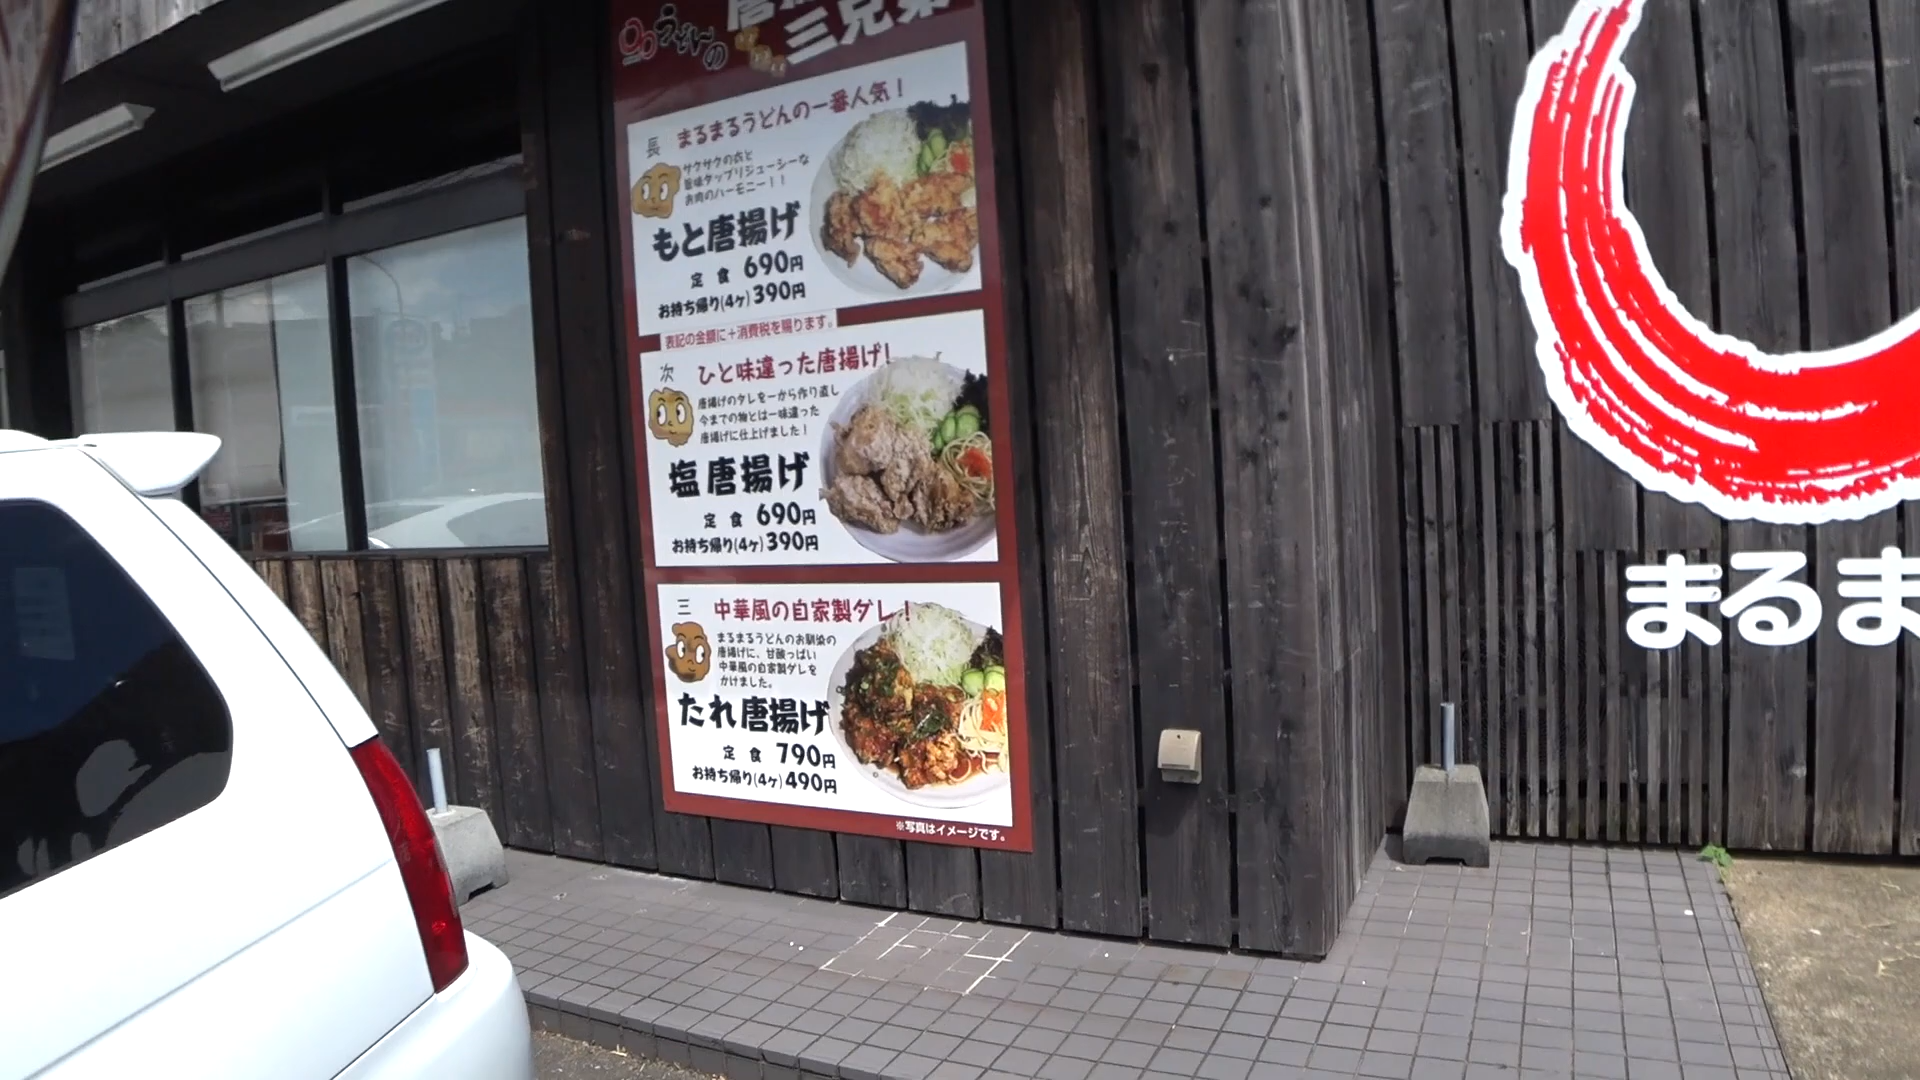 うどんの
三兄弟
長 まるまるうどんの一番人気!
サクサクの衣と
旨味タップリジューシーな
お肉のハーモニー!!
もと唐揚げ
定食 690円
お持ち帰り(4ヶ) 390円
表記の金額に+消費税を賜ります。
次 ひと味違った唐揚げ!
唐揚げのタレを一から作り直し
今までの物とは一味違った
唐揚げに仕上げました!
塩唐揚げ
定食 690円
お持ち帰り(4ヶ) 390円
三 中華風の自家製ダレ!
まるまるうどんのお馴染の
唐揚げに、甘酸っぱい
中華風の自家製ダレを
かけました。
たれ唐揚げ
定食 790円
お持ち帰り(4ヶ) 490円
※写真はイメージです。
まるま